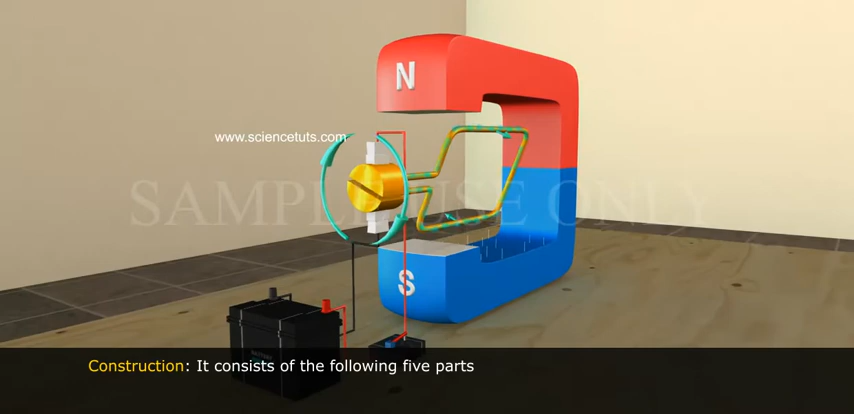 N
www.sciencetuts.com
SAMPLE USE ONLY
S
Construction: It consists of the following five parts